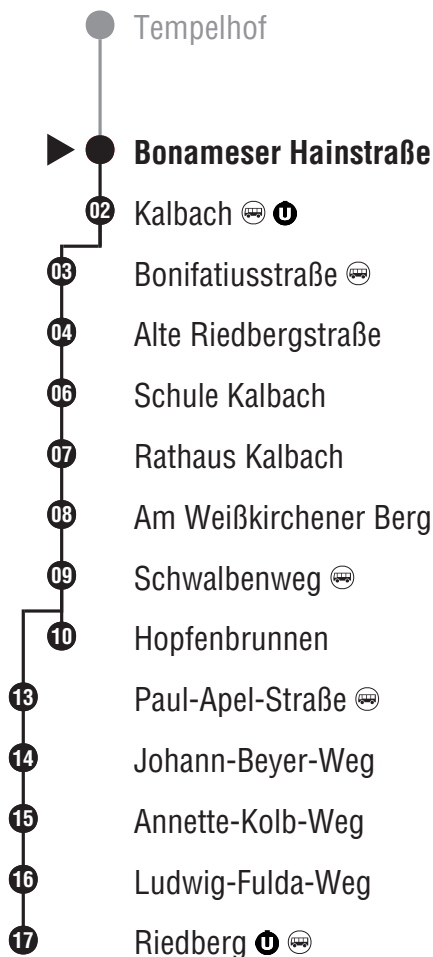 Tempelhof
Bonameser Hainstraße
02 Kalbach U
03 Bonifatiusstraße
04 Alte Riedbergstraße
06 Schule Kalbach
07 Rathaus Kalbach
08 Am Weißkirchener Berg
09 Schwalbenweg
10 Hopfenbrunnen
13 Paul-Apel-Straße
14 Johann-Beyer-Weg
15 Annette-Kolb-Weg
16 Ludwig-Fulda-Weg
17 Riedberg U